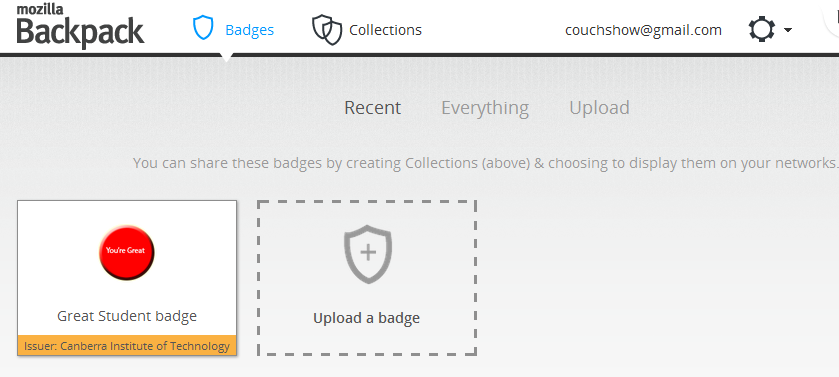 mozilla
Backpack
Badges
Collections
couchshow@gmail.com
Recent
Everything
Upload
You can share these badges by creating Collections (above) & choosing to display them on your networks.
You're Great
Great Student badge
Issuer: Canberra Institute of Technology
Upload a badge